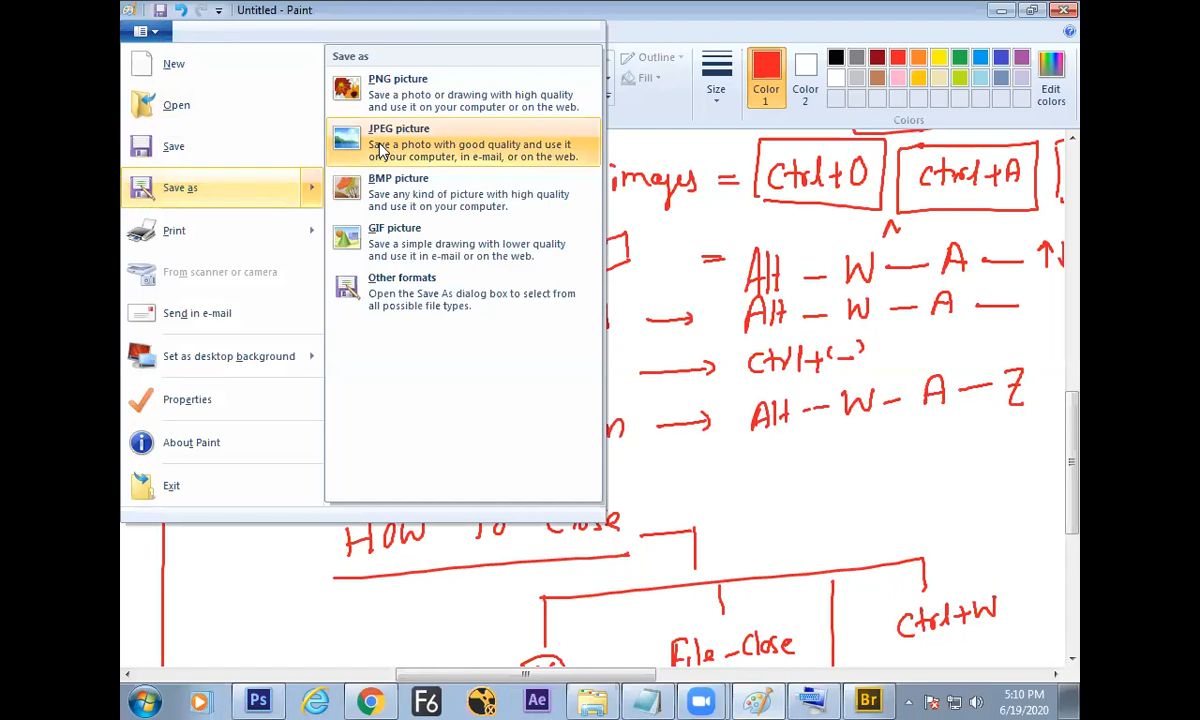 Untitled - Paint
New
Open
Save
Save as
Print
From scanner or camera
Send in e-mail
Set as desktop background
Properties
About Paint
Exit
Save as
PNG picture
Save a photo or drawing with high quality
and use it on your computer or on the web.
JPEG picture
Save a photo with good quality and use it
on your computer, in e-mail, or on the web.
BMP picture
Save any kind of picture with high quality
and use it on your computer.
GIF picture
Save a simple drawing with lower quality
and use it in e-mail or on the web.
Other formats
Open the Save As dialog box to select from
all possible file types.
Outline
Fill
Size
Color
1
Color
2
Edit
colors
Colors
images = Ctrl+O ctrl+A
= Alt - W - A - ↑↓
→ Alt - W - A -
→ Ctrl+(-)
n → Alt - W - A - Z
How To Close
File - Close
Ctrl+W
Ps
F6
Ae
Br
5:10 PM
6/19/2020